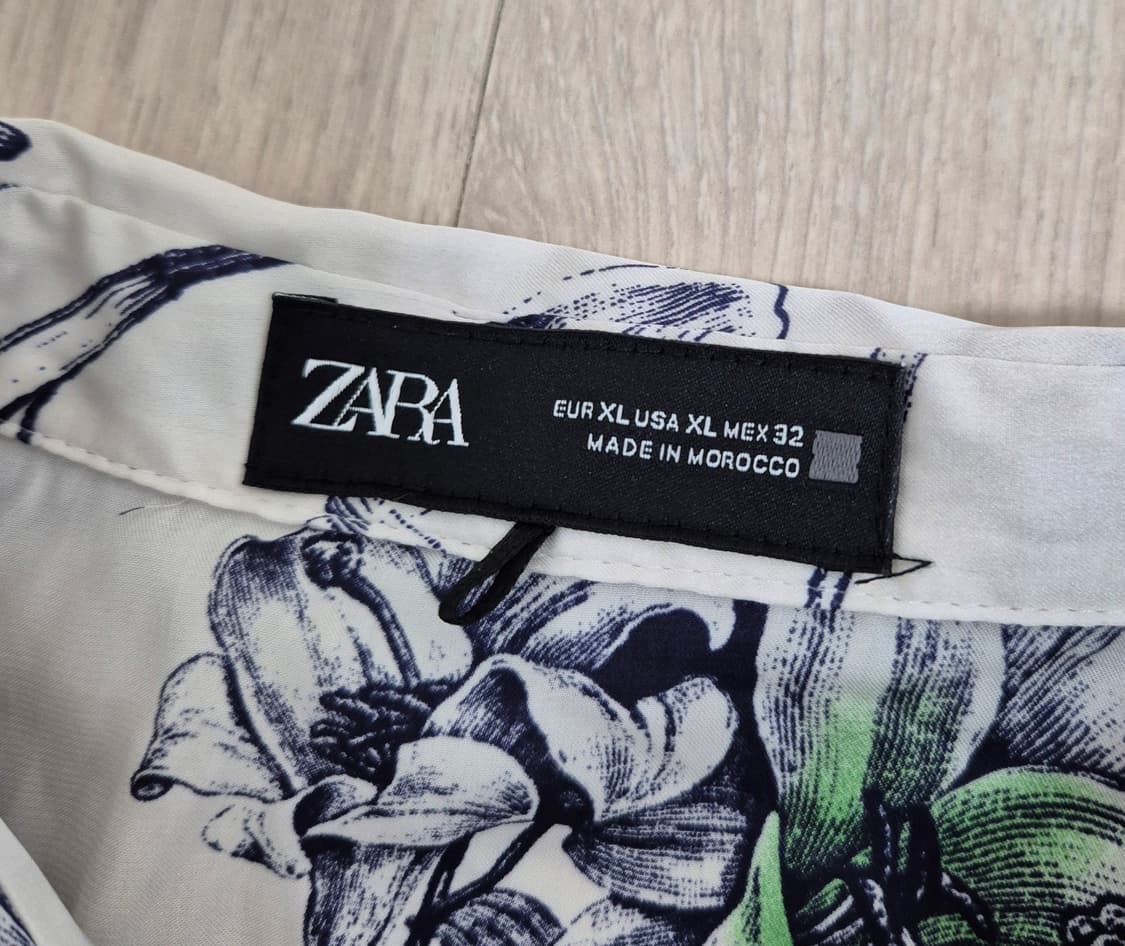 ZARA
EUR XL USA XL MEX 32
MADE IN MOROCCO